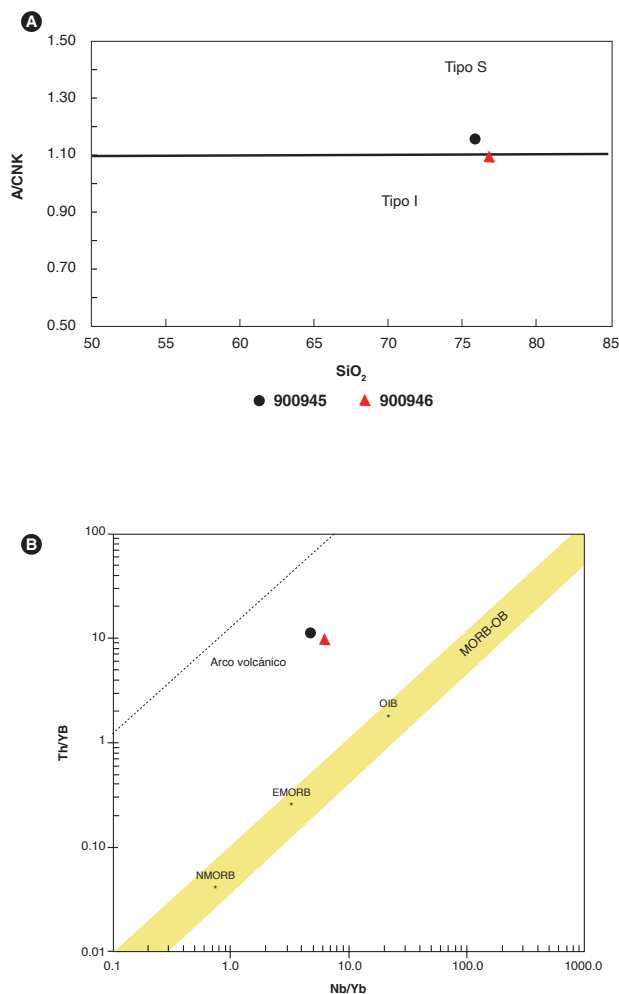 A
1.50
1.30
1.10
0.90
0.70
0.50
A/CNK
Tipo S
Tipo I
50 55 60 65 70 75 80 85
SiO2
900945 900946
B
100
10
1
0.10
0.01
Th/YB
Arco volcánico
MORB-OB
OIB
*
EMORB
*
NMORB
*
0.1 1.0 10.0 100.0 1000.0
Nb/Yb